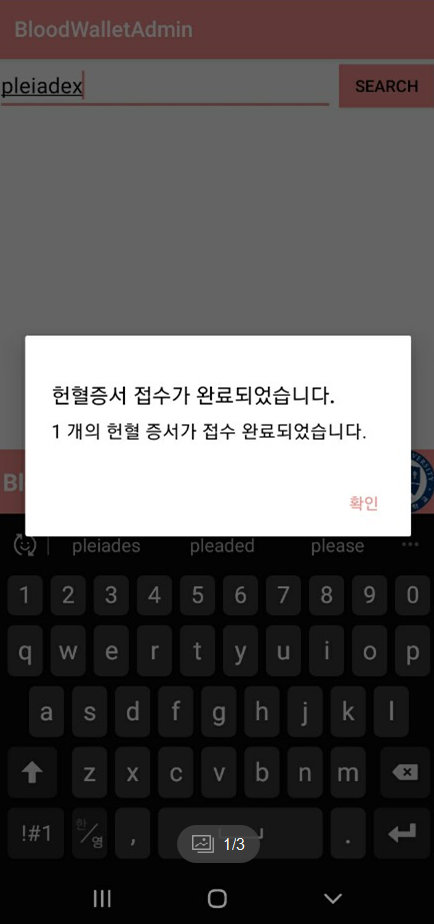 BloodWalletAdmin
pleiadex
SEARCH
헌혈증서 접수가 완료되었습니다.
1 개의 헌혈 증서가 접수 완료되었습니다.
확인
Bl
VERSITY
pleiades pleaded please ···
1 2 3 4 5 6 7 8 9 0
q w e r t y u i o p
a s d f g h j k l
z x c v b n m
!#1 한/영 , .
1/3